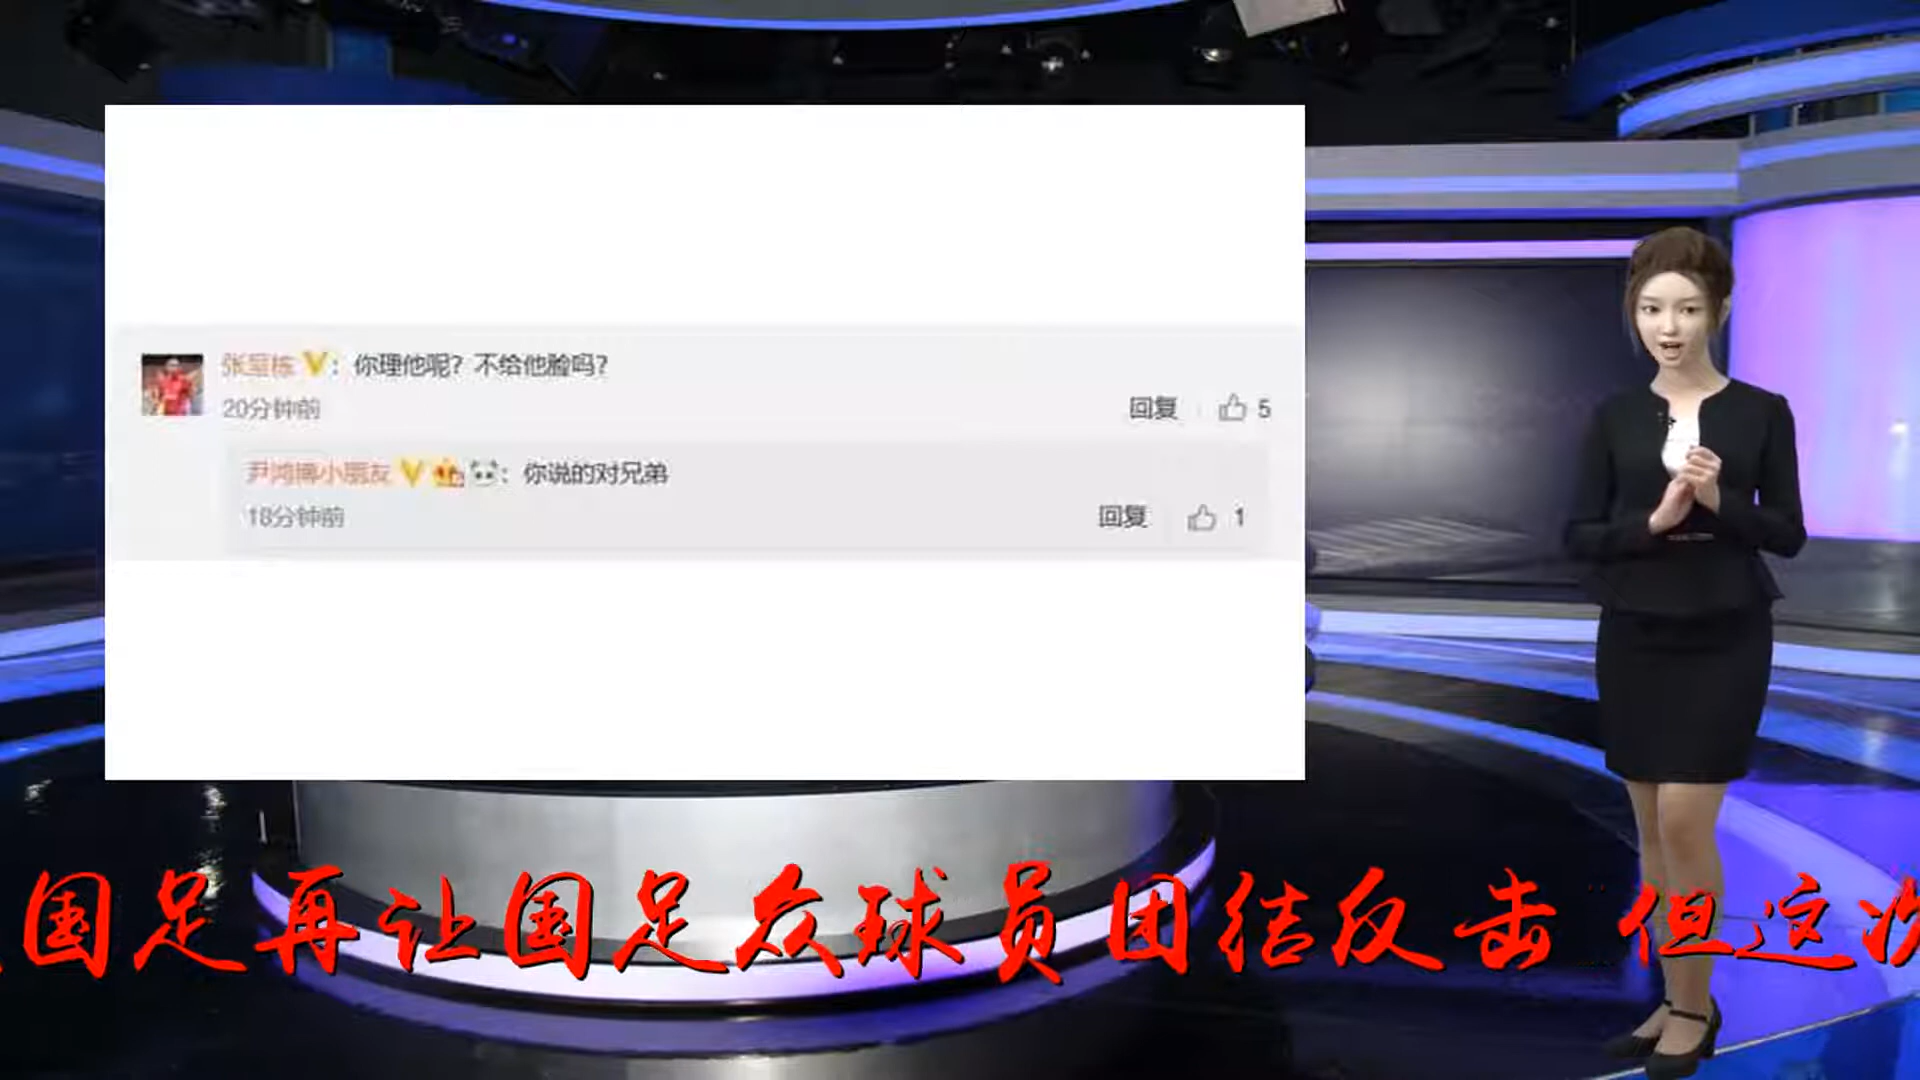 张呈栋：你理他呢？不给他脸吗？
20分钟前
回复 5
尹鸿博小朋友：你说的对兄弟
18分钟前
回复 1
国足再让国足众球员团结反击 但这次